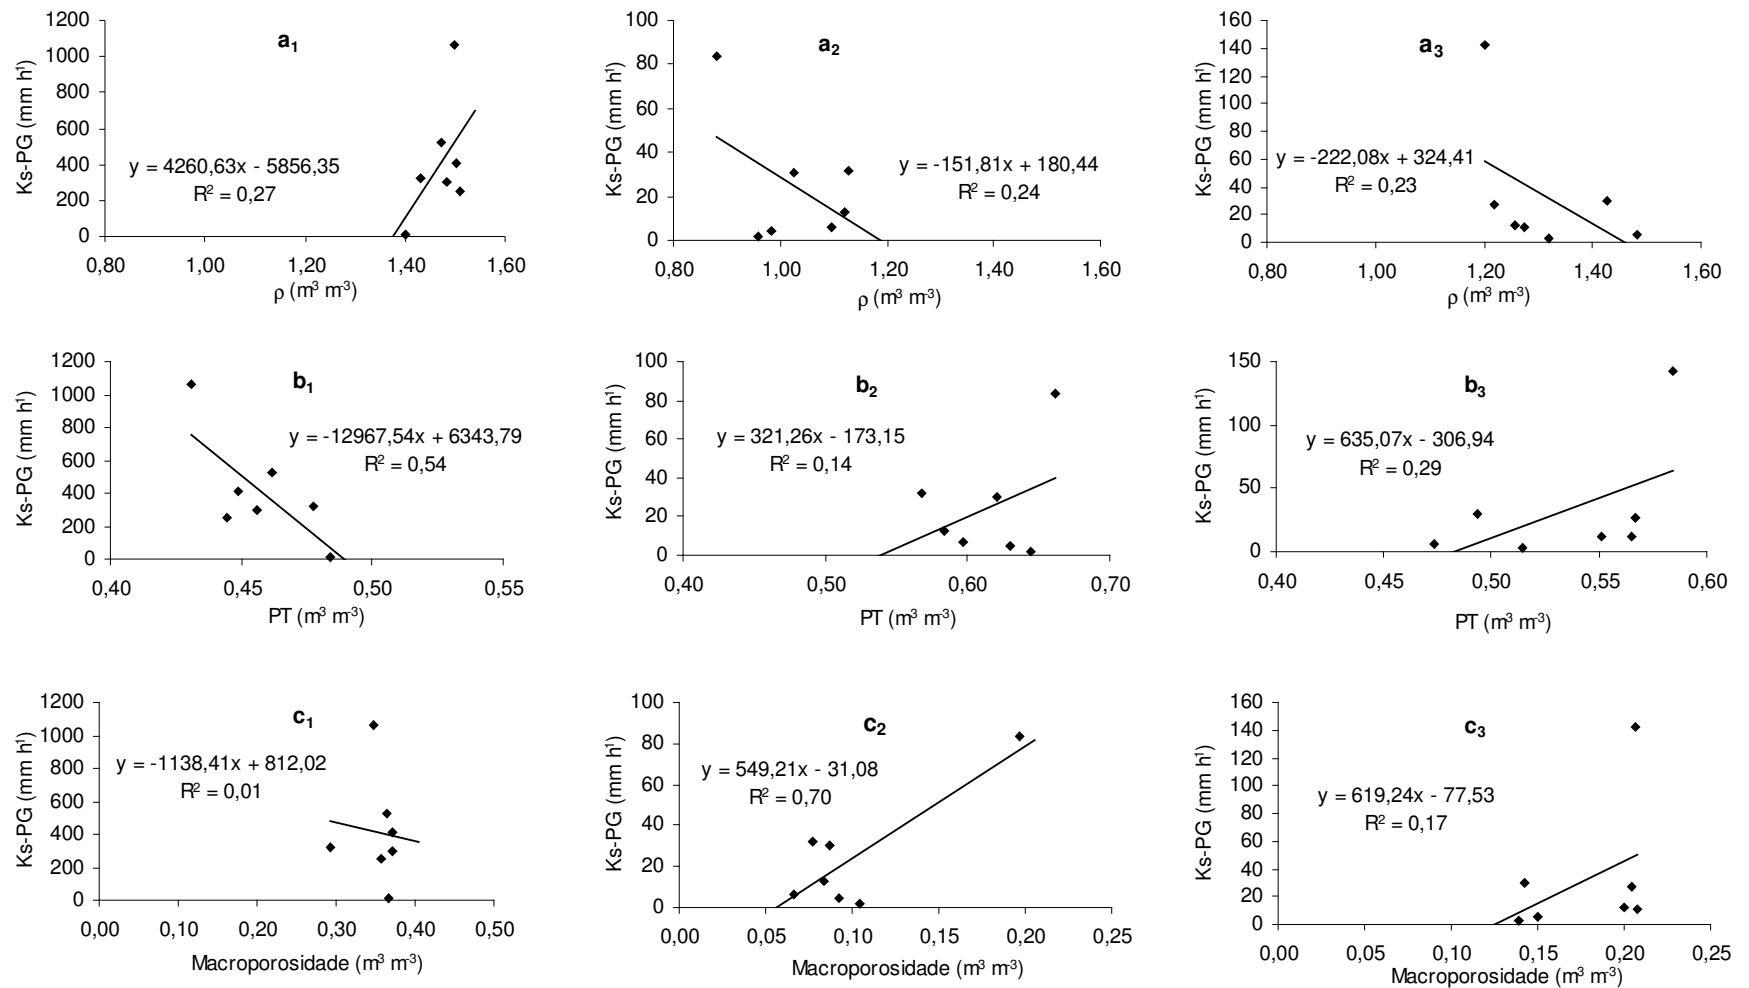 a₁
Ks-PG (mm h¹)
1200
1000
800
600
400
200
0
y = 4260,63x - 5856,35
R² = 0,27
0,80 1,00 1,20 1,40 1,60
ρ (m³ m⁻³)
a₂
Ks-PG (mm h¹)
100
80
60
40
20
0
y = -151,81x + 180,44
R² = 0,24
0,80 1,00 1,20 1,40 1,60
ρ (m³ m⁻³)
a₃
Ks-PG (mm h¹)
160
140
120
100
80
60
40
20
0
y = -222,08x + 324,41
R² = 0,23
0,80 1,00 1,20 1,40 1,60
ρ (m³ m⁻³)
b₁
Ks-PG (mm h¹)
1200
1000
800
600
400
200
0
y = -12967,54x + 6343,79
R² = 0,54
0,40 0,45 0,50 0,55
PT (m³ m⁻³)
b₂
Ks-PG (mm h¹)
100
80
60
40
20
0
y = 321,26x - 173,15
R² = 0,14
0,40 0,50 0,60 0,70
PT (m³ m⁻³)
b₃
Ks-PG (mm h¹)
150
100
50
0
y = 635,07x - 306,94
R² = 0,29
0,40 0,45 0,50 0,55 0,60
PT (m³ m⁻³)
c₁
Ks-PG (mm h¹)
1200
1000
800
600
400
200
0
y = -1138,41x + 812,02
R² = 0,01
0,00 0,10 0,20 0,30 0,40 0,50
Macroporosidade (m³ m⁻³)
c₂
Ks-PG (mm h¹)
100
80
60
40
20
0
y = 549,21x - 31,08
R² = 0,70
0,00 0,05 0,10 0,15 0,20 0,25
Macroporosidade (m³ m⁻³)
c₃
Ks-PG (mm h¹)
160
140
120
100
80
60
40
20
0
y = 619,24x - 77,53
R² = 0,17
0,00 0,05 0,10 0,15 0,20 0,25
Macroporosidade (m³ m⁻³)